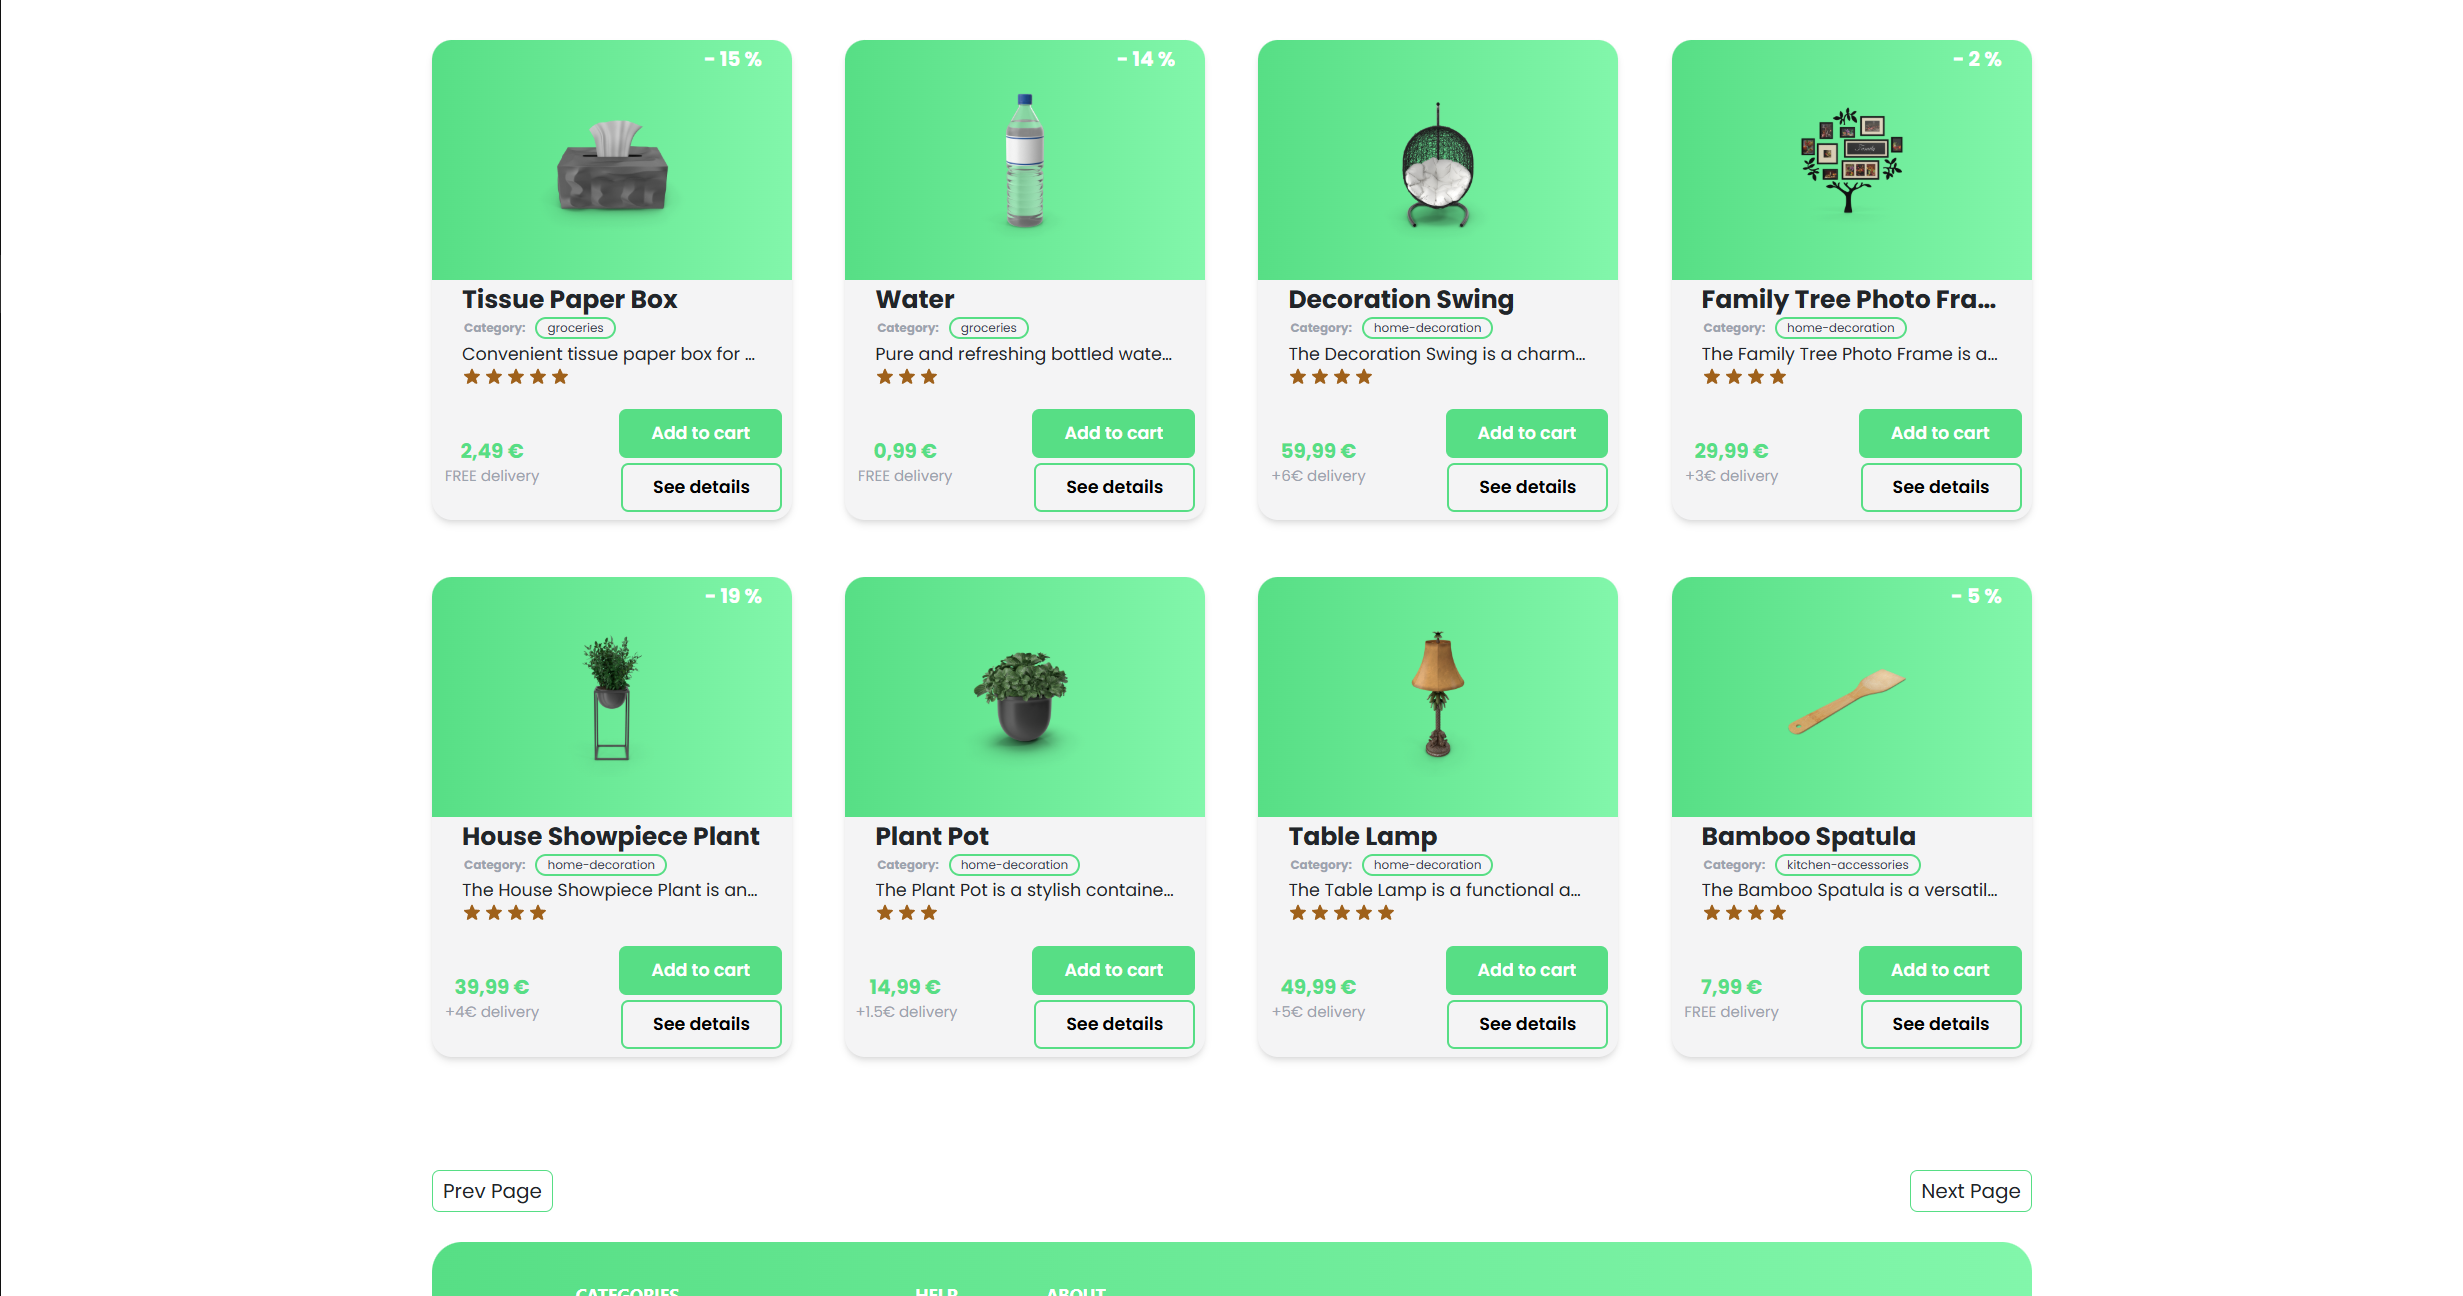 - 15 %
- 14 %
- 2 %
Tissue Paper Box
Category: groceries
Convenient tissue paper box for ...
2,49 €
FREE delivery
Add to cart
See details
Water
Category: groceries
Pure and refreshing bottled wate...
0,99 €
FREE delivery
Add to cart
See details
Decoration Swing
Category: home-decoration
The Decoration Swing is a charm...
59,99 €
+6€ delivery
Add to cart
See details
Family Tree Photo Fra...
Category: home-decoration
The Family Tree Photo Frame is a...
29,99 €
+3€ delivery
Add to cart
See details
- 19 %
- 5 %
House Showpiece Plant
Category: home-decoration
The House Showpiece Plant is an...
39,99 €
+4€ delivery
Add to cart
See details
Plant Pot
Category: home-decoration
The Plant Pot is a stylish containe...
14,99 €
+1.5€ delivery
Add to cart
See details
Table Lamp
Category: home-decoration
The Table Lamp is a functional a...
49,99 €
+5€ delivery
Add to cart
See details
Bamboo Spatula
Category: kitchen-accessories
The Bamboo Spatula is a versatil...
7,99 €
FREE delivery
Add to cart
See details
Prev Page
Next Page
CATEGORIES
HELP
ABOUT